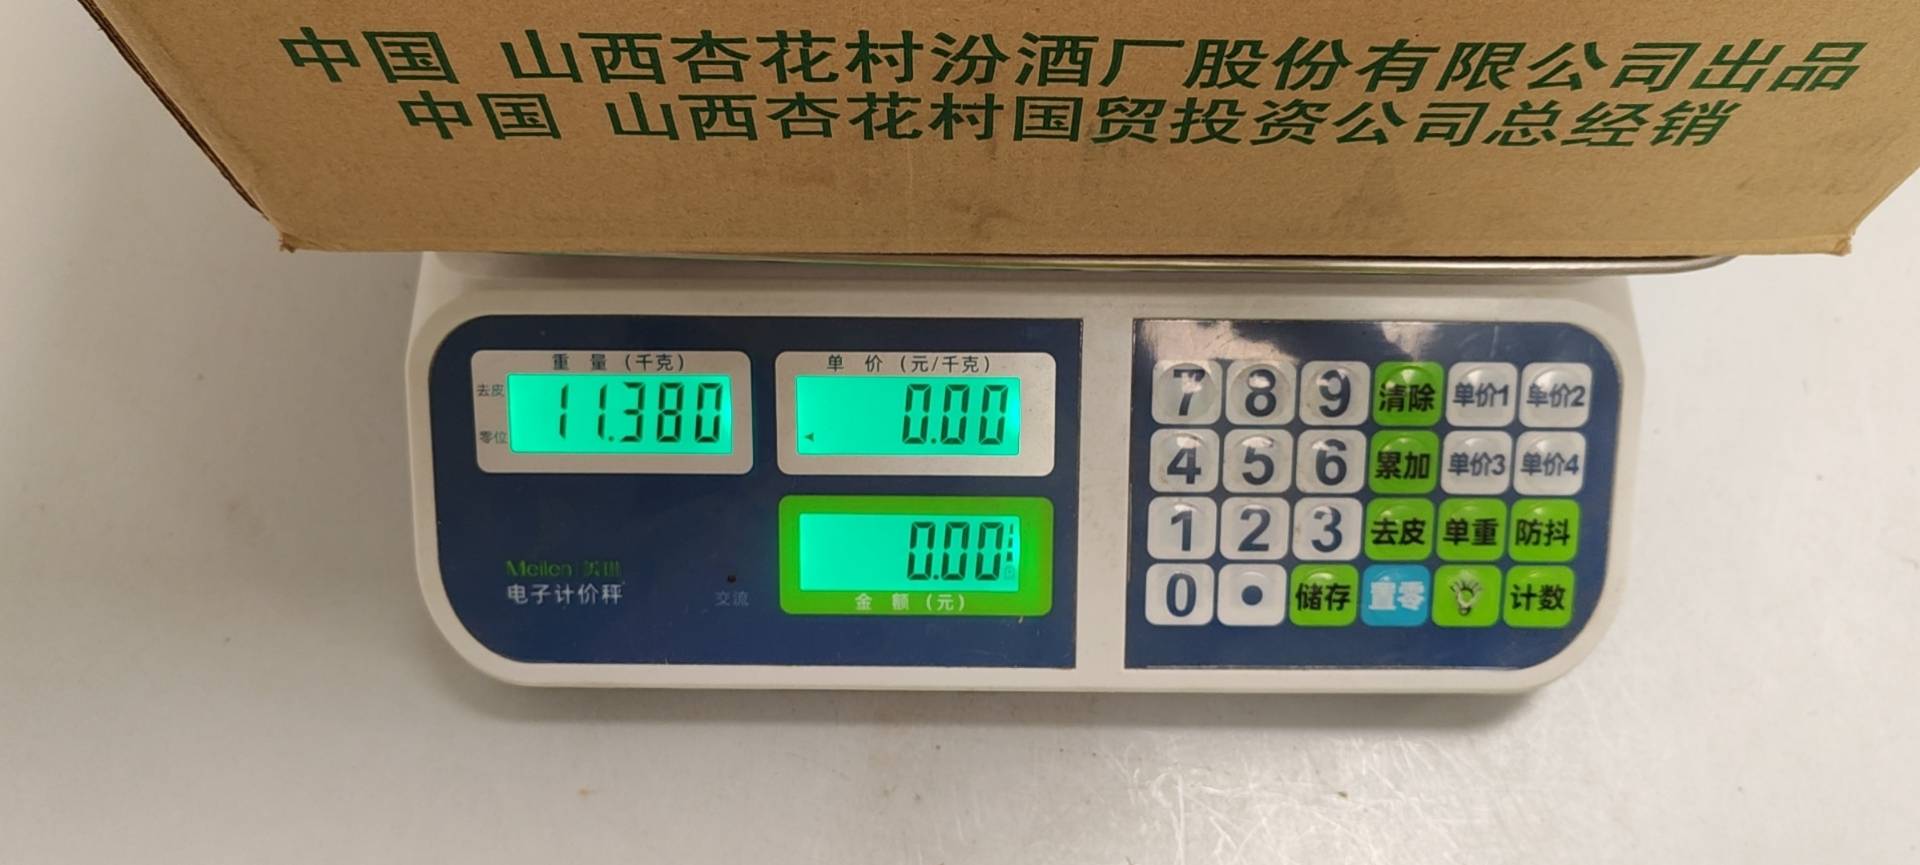 中国 山西杏花村汾酒厂股份有限公司出品
中国 山西杏花村国贸投资公司总经销
重 量 (千克)
去皮
零位
11.380
单 价 (元/千克)
0.00
0.00
金 额 (元)
Meilen 美琳
电子计价秤
交流
7 8 9 清除 单价1 单价2
4 5 6 累加 单价3 单价4
1 2 3 去皮 单重 防抖
0 • 储存 置零 计数